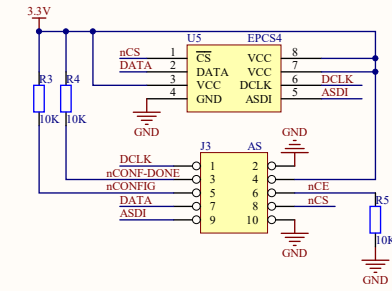 3.3V
U5 EPCS4
nCS 1 CS VCC 8
DATA 2 DATA VCC 7
3 VCC DCLK 6 DCLK
4 GND ASDI 5 ASDI
R3 R4
10K 10K
GND
J3 AS GND
DCLK 1 2
nCONF-DONE 3 4
nCONFIG 5 6 nCE
DATA 7 8 nCS
ASDI 9 10
R5
10K
GND
GND